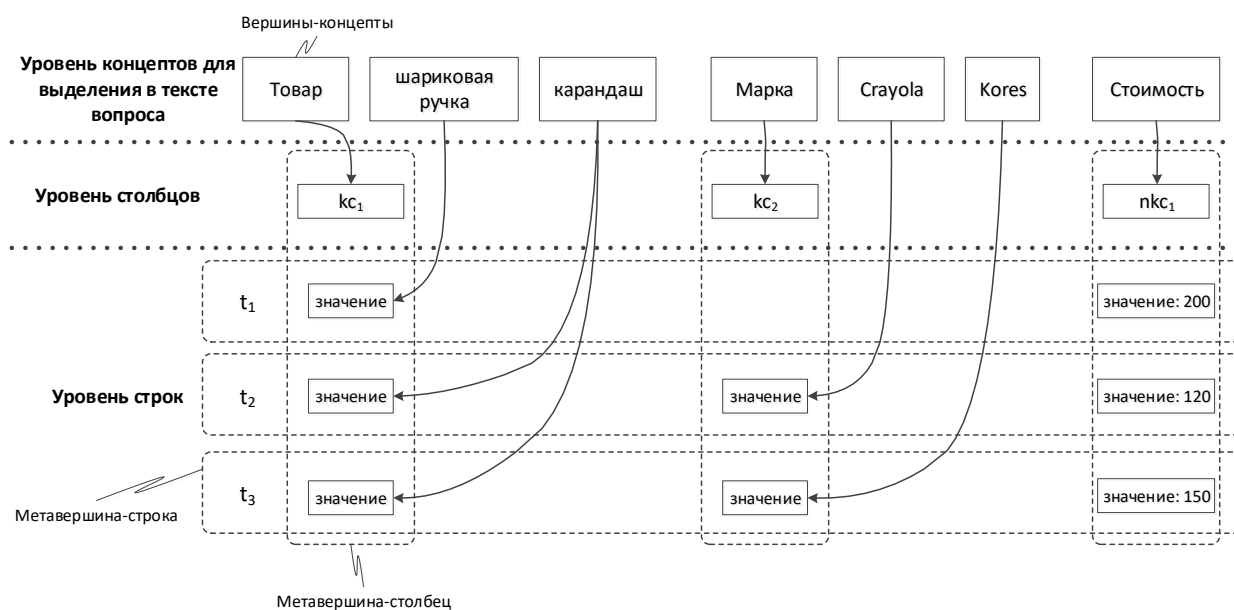 Вершины-концепты
Уровень концептов для
выделения в тексте
вопроса
Товар
шариковая
ручка
карандаш
Марка
Crayola
Kores
Стоимость
Уровень столбцов
kc₁
kc₂
nkc₁
t₁
значение
значение: 200
Уровень строк
t₂
значение
значение
значение: 120
t₃
значение
значение
значение: 150
Метавершина-строка
Метавершина-столбец